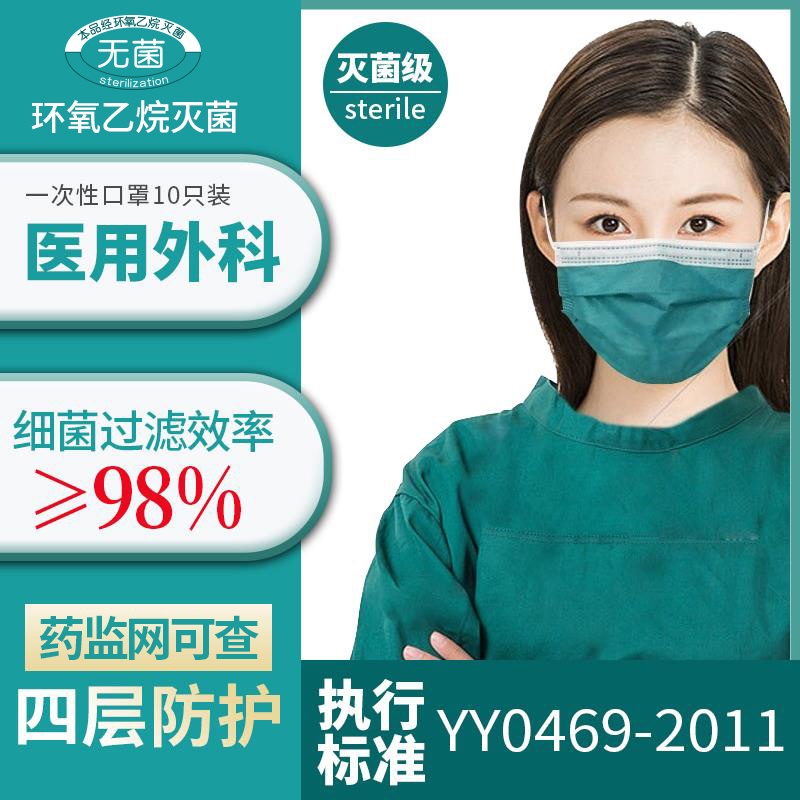 本品经环氧乙烷灭菌
无菌
sterilization
环氧乙烷灭菌
灭菌级
sterile
一次性口罩10只装
医用外科
细菌过滤效率
≥98%
药监网可查
四层防护
执行标准
YY0469-2011